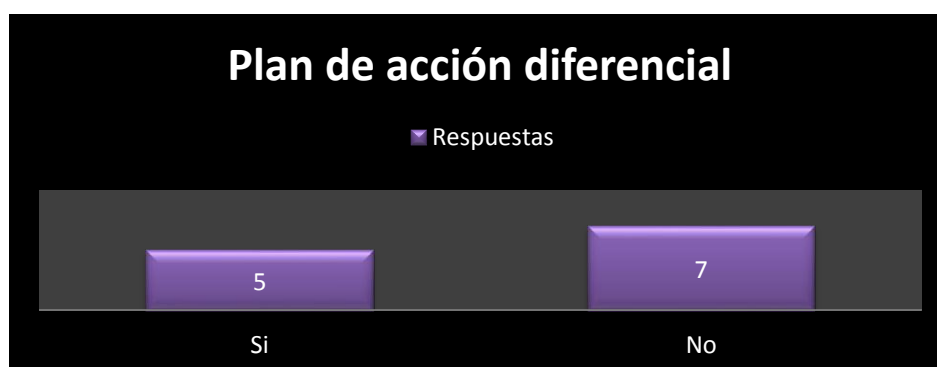 Plan de acción diferencial
Respuestas
5
7
Si
No